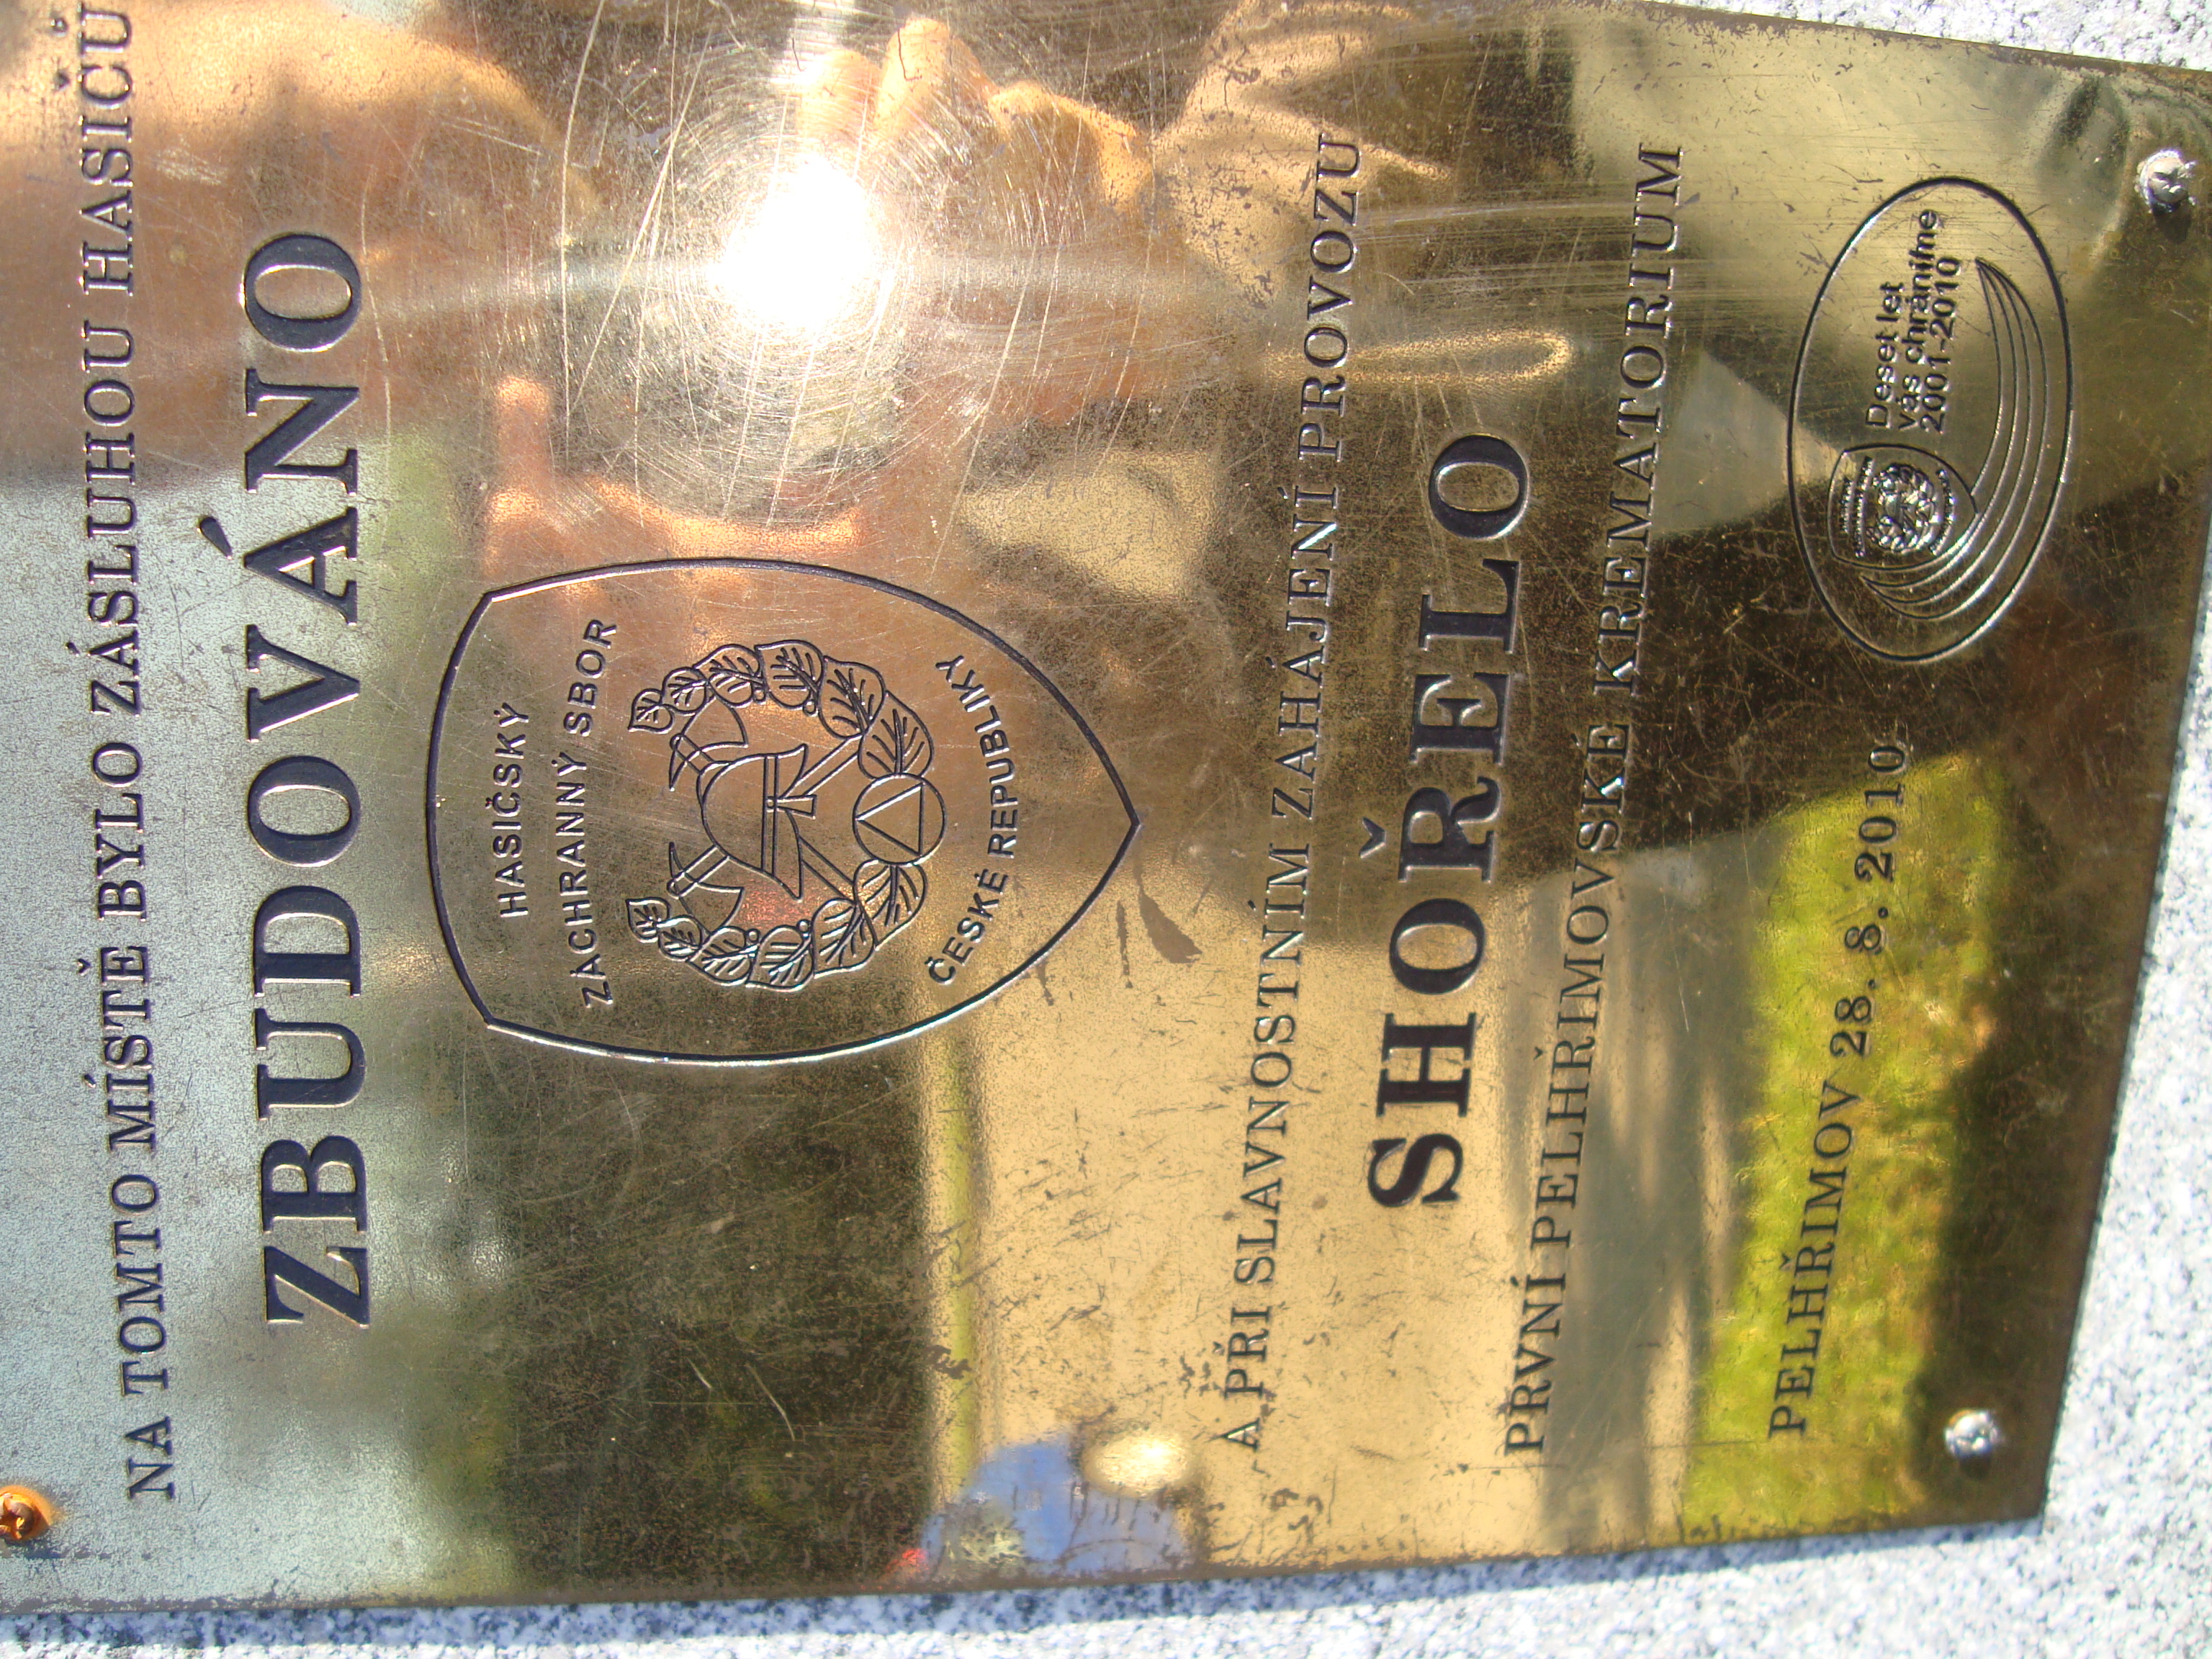 NA TOMTO MÍSTĚ BYLO ZÁSLUHOU HASIČŮ
ZBUDOVÁNO
HASIČSKÝ
ZÁCHRANNÝ SBOR
ČESKÉ REPUBLIKY
A PŘI SLAVNOSTNÍM ZAHÁJENÍ PROVOZU
SHOŘELO
PRVNÍ PELHŘIMOVSKÉ KREMATORIUM
PELHŘIMOV 28. 8. 2010
Deset let
vás chráníme
2001-2010